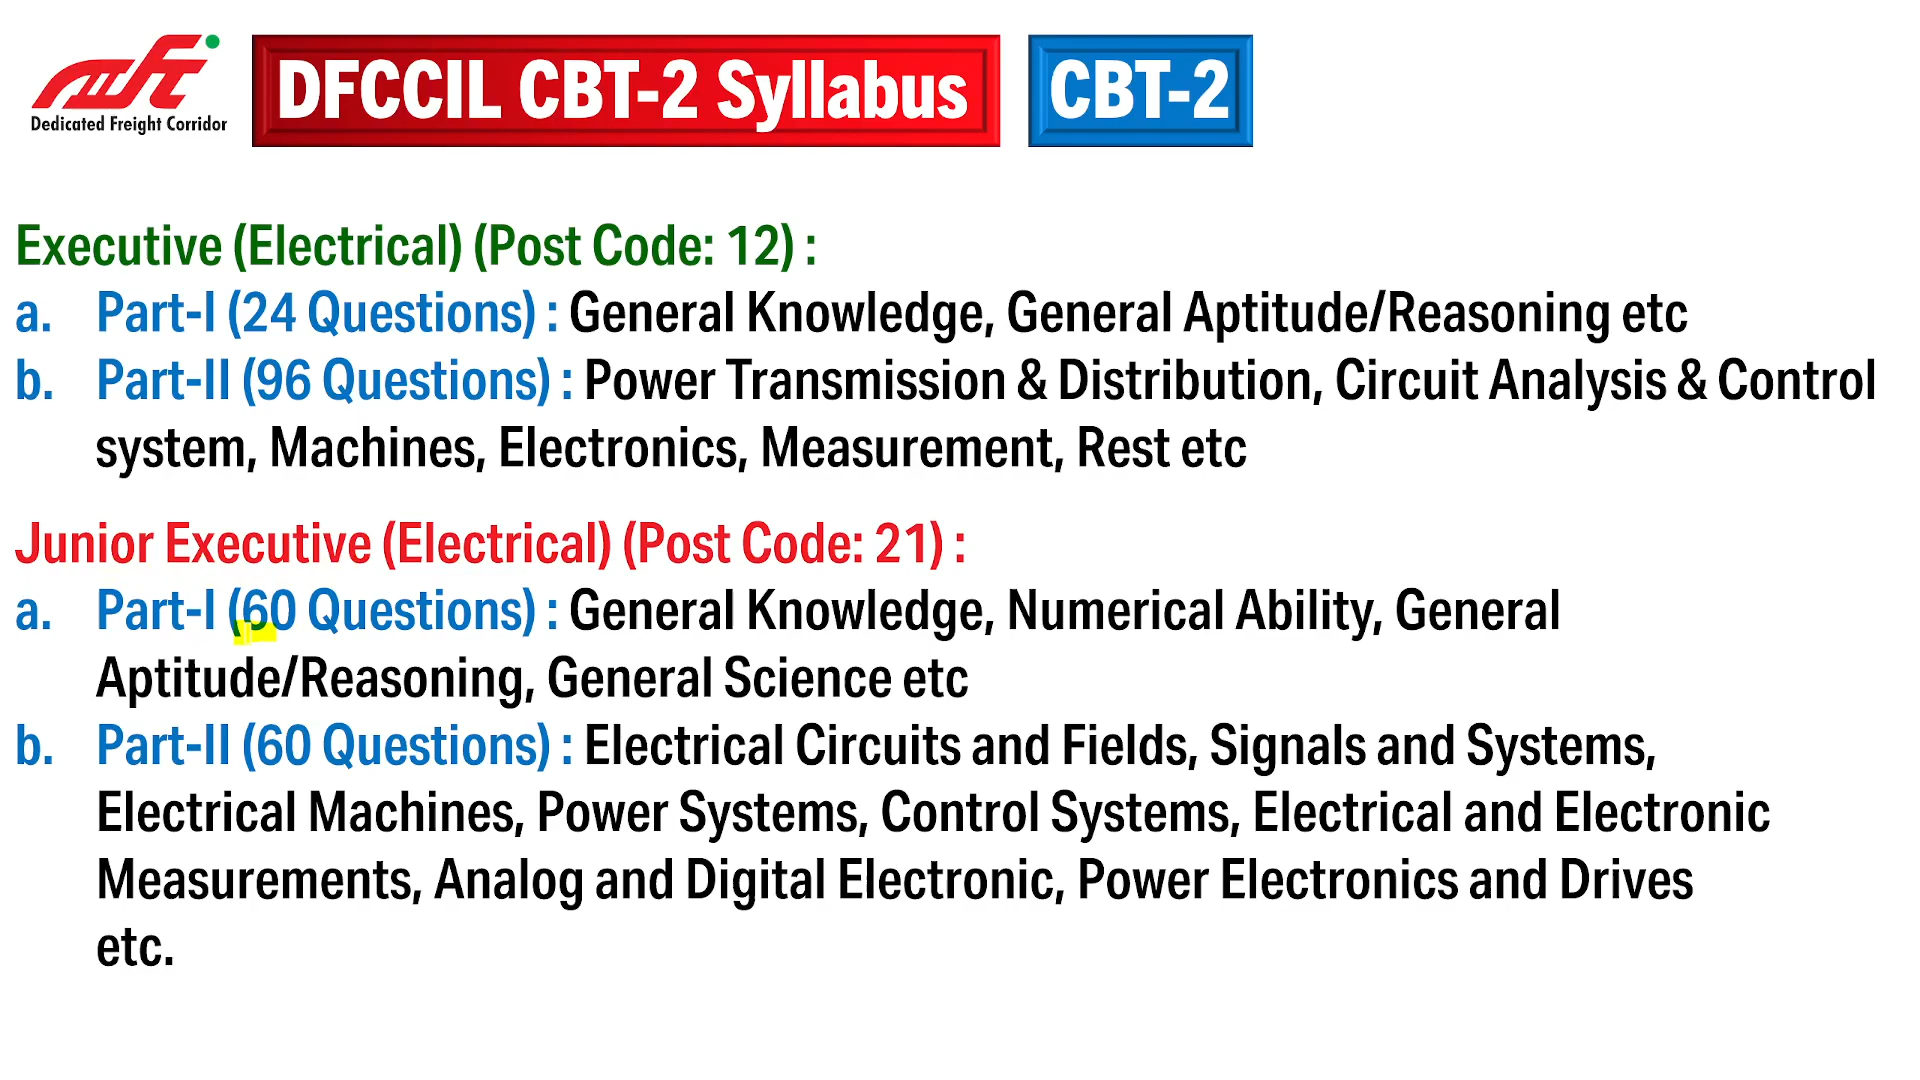 Dedicated Freight Corridor
DFCCIL CBT-2 Syllabus
CBT-2
Executive (Electrical) (Post Code: 12) :
a. Part-I (24 Questions) : General Knowledge, General Aptitude/Reasoning etc
b. Part-II (96 Questions) : Power Transmission & Distribution, Circuit Analysis & Control
system, Machines, Electronics, Measurement, Rest etc
Junior Executive (Electrical) (Post Code: 21) :
a. Part-I (60 Questions) : General Knowledge, Numerical Ability, General
Aptitude/Reasoning, General Science etc
b. Part-II (60 Questions) : Electrical Circuits and Fields, Signals and Systems,
Electrical Machines, Power Systems, Control Systems, Electrical and Electronic
Measurements, Analog and Digital Electronic, Power Electronics and Drives
etc.